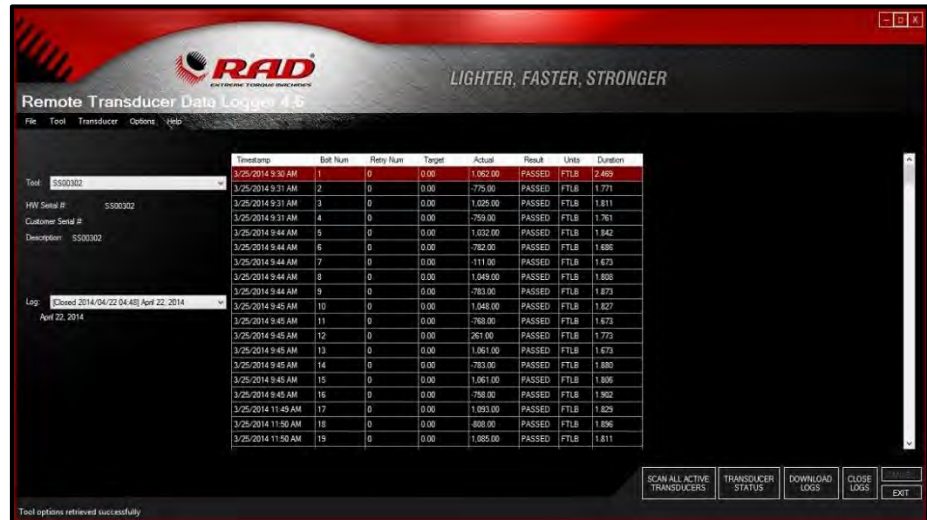 RAD
EXTREME TORQUE MACHINES
LIGHTER, FASTER, STRONGER
Remote Transducer Data Logger 4.6
File Tool Transducer Options Help
Tool: SS00302
HW Serial #: SS00302
Customer Serial #:
Description: SS00302
Log: [Closed 2014/04/22 04:48] April 22, 2014
April 22, 2014
Timestamp Bolt Num Retry Num Target Actual Result Units Duration
3/25/2014 9:30 AM 1 0 0.00 1,062.00 PASSED FTLB 2.469
3/25/2014 9:31 AM 2 0 0.00 -775.00 PASSED FTLB 1.771
3/25/2014 9:31 AM 3 0 0.00 1,025.00 PASSED FTLB 1.811
3/25/2014 9:31 AM 4 0 0.00 -759.00 PASSED FTLB 1.761
3/25/2014 9:44 AM 5 0 0.00 1,032.00 PASSED FTLB 1.842
3/25/2014 9:44 AM 6 0 0.00 -782.00 PASSED FTLB 1.686
3/25/2014 9:44 AM 7 0 0.00 -111.00 PASSED FTLB 1.673
3/25/2014 9:44 AM 8 0 0.00 1,049.00 PASSED FTLB 1.808
3/25/2014 9:44 AM 9 0 0.00 -783.00 PASSED FTLB 1.873
3/25/2014 9:45 AM 10 0 0.00 1,048.00 PASSED FTLB 1.827
3/25/2014 9:45 AM 11 0 0.00 -768.00 PASSED FTLB 1.673
3/25/2014 9:45 AM 12 0 0.00 261.00 PASSED FTLB 1.773
3/25/2014 9:45 AM 13 0 0.00 1,061.00 PASSED FTLB 1.673
3/25/2014 9:45 AM 14 0 0.00 -783.00 PASSED FTLB 1.880
3/25/2014 9:45 AM 15 0 0.00 1,061.00 PASSED FTLB 1.806
3/25/2014 9:45 AM 16 0 0.00 -758.00 PASSED FTLB 1.902
3/25/2014 11:49 AM 17 0 0.00 1,093.00 PASSED FTLB 1.829
3/25/2014 11:50 AM 18 0 0.00 -808.00 PASSED FTLB 1.896
3/25/2014 11:50 AM 19 0 0.00 1,085.00 PASSED FTLB 1.811
SCAN ALL ACTIVE TRANSDUCERS
TRANSDUCER STATUS
DOWNLOAD LOGS
CLOSE LOGS
EXIT
Tool options retrieved successfully